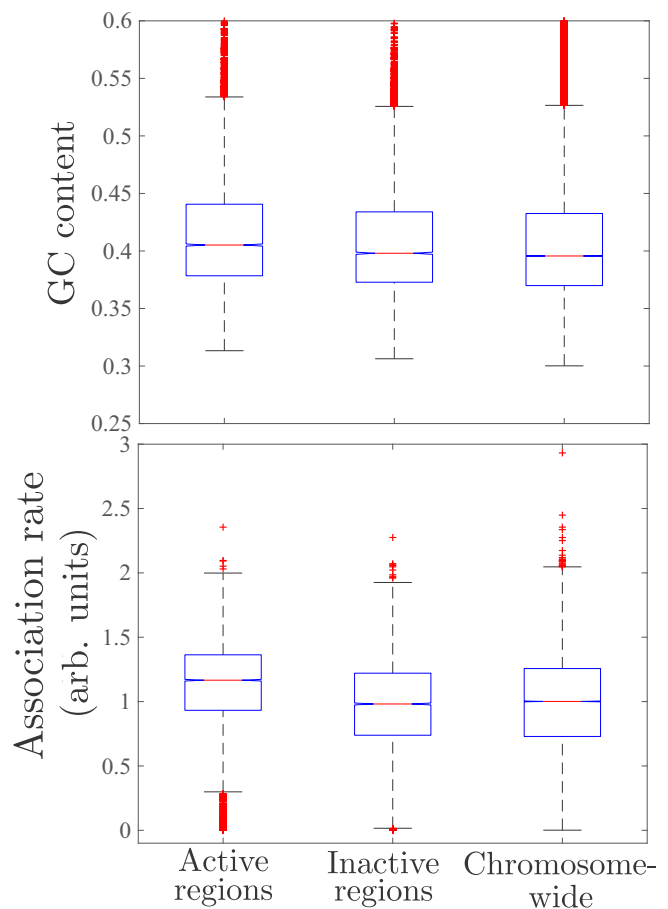 GC content
0.6
0.55
0.5
0.45
0.4
0.35
0.3
0.25
Association rate
(arb. units)
3
2.5
2
1.5
1
0.5
0
Active
regions
Inactive
regions
Chromosome-
wide